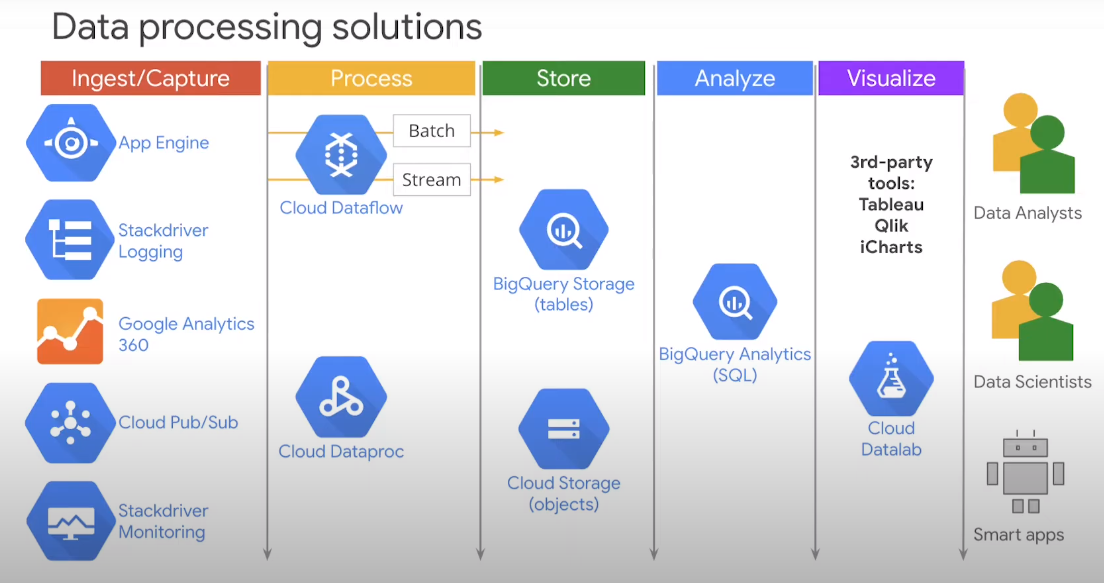 Data processing solutions
Ingest/Capture
Process
Store
Analyze
Visualize
App Engine
Stackdriver
Logging
Google Analytics
360
Cloud Pub/Sub
Stackdriver
Monitoring
Batch
Stream
Cloud Dataflow
Cloud Dataproc
BigQuery Storage
(tables)
Cloud Storage
(objects)
BigQuery Analytics
(SQL)
3rd-party
tools:
Tableau
Qlik
iCharts
Cloud
Datalab
Data Analysts
Data Scientists
Smart apps